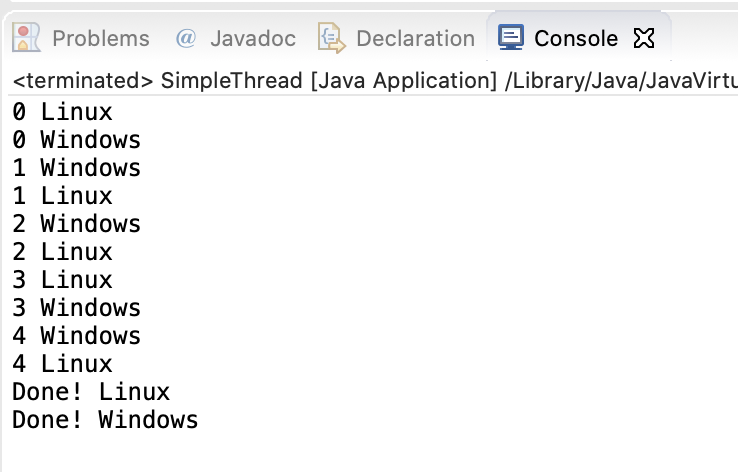 Problems @ Javadoc Declaration Console
<terminated> SimpleThread [Java Application] /Library/Java/JavaVirtu
0 Linux
0 Windows
1 Windows
1 Linux
2 Windows
2 Linux
3 Linux
3 Windows
4 Windows
4 Linux
Done! Linux
Done! Windows